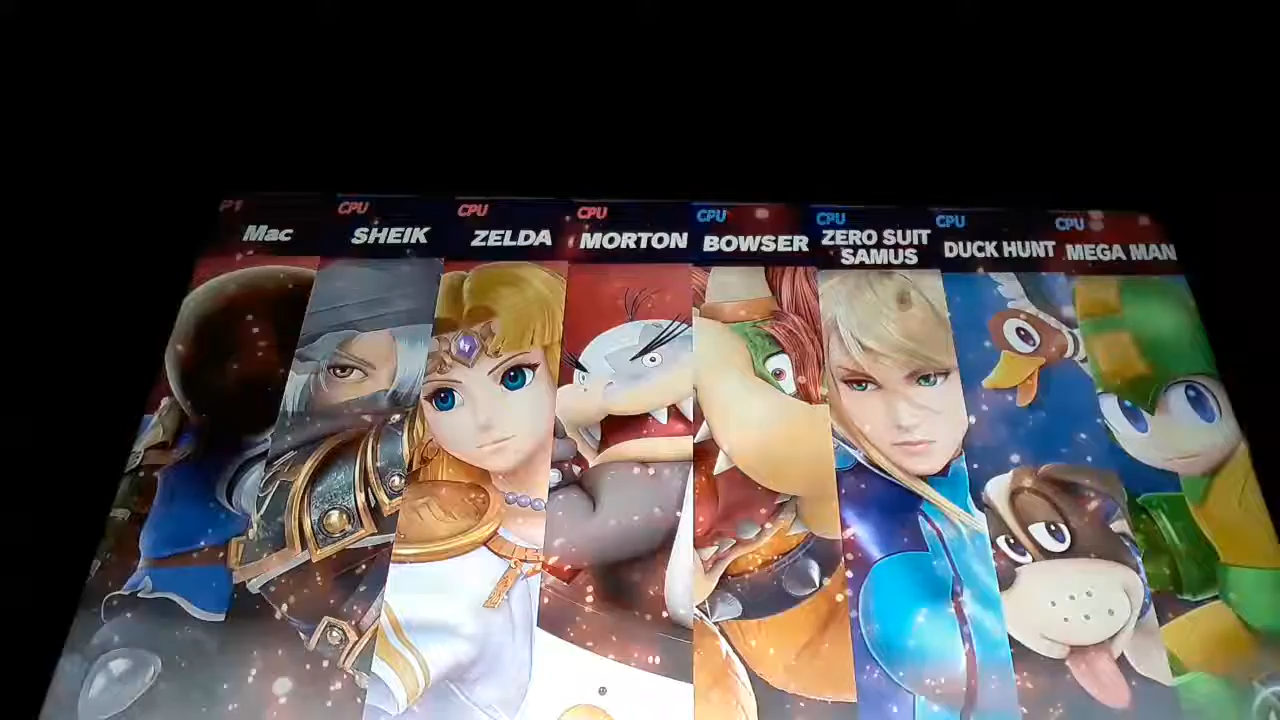 P1
Mac
CPU
SHEIK
CPU
ZELDA
CPU
MORTON
CPU
BOWSER
CPU
ZERO SUIT
SAMUS
CPU
DUCK HUNT
CPU
MEGA MAN